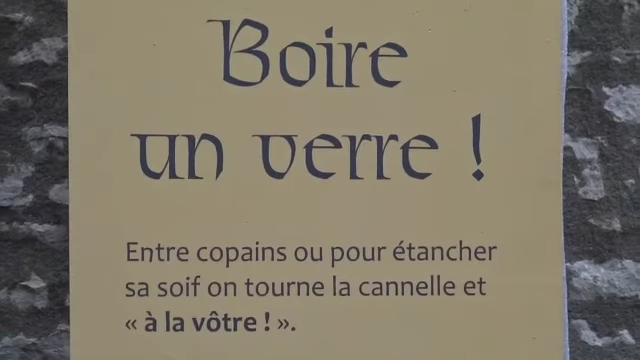 Boire
un verre !
Entre copains ou pour étancher
sa soif on tourne la cannelle et
« à la vôtre ! ».